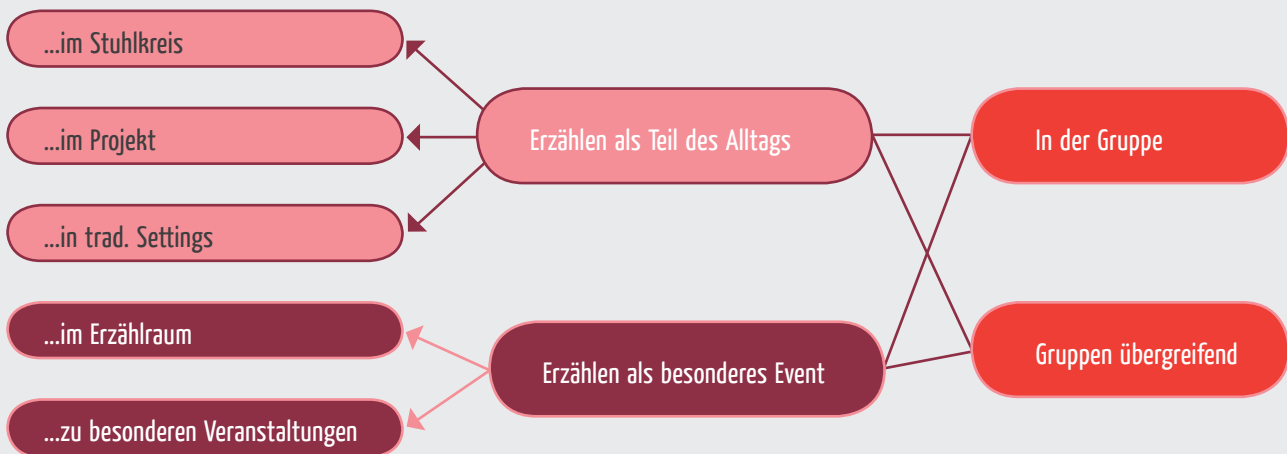 ...im Stuhlkreis
...im Projekt
...in trad. Settings
...im Erzählraum
...zu besonderen Veranstaltungen
Erzählen als Teil des Alltags
Erzählen als besonderes Event
In der Gruppe
Gruppen übergreifend